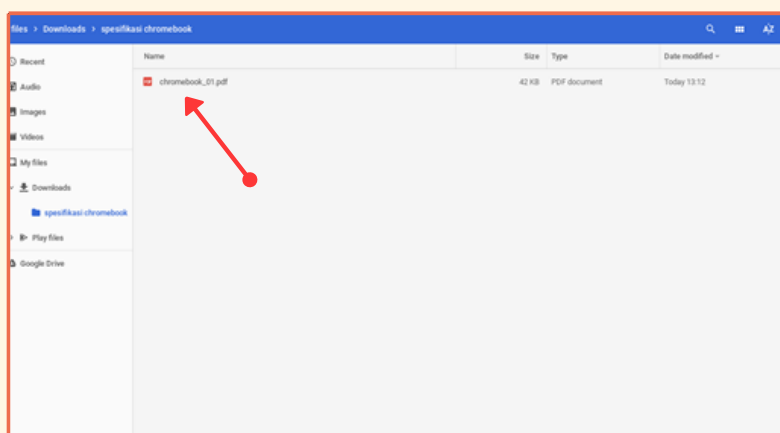 files > Downloads > spesifikasi chromebook
Recent
Audio
Images
Videos
My files
Downloads
spesifikasi chromebook
Play files
Google Drive
Name Size Type Date modified
chromebook_01.pdf 42 KB PDF document Today 13:12